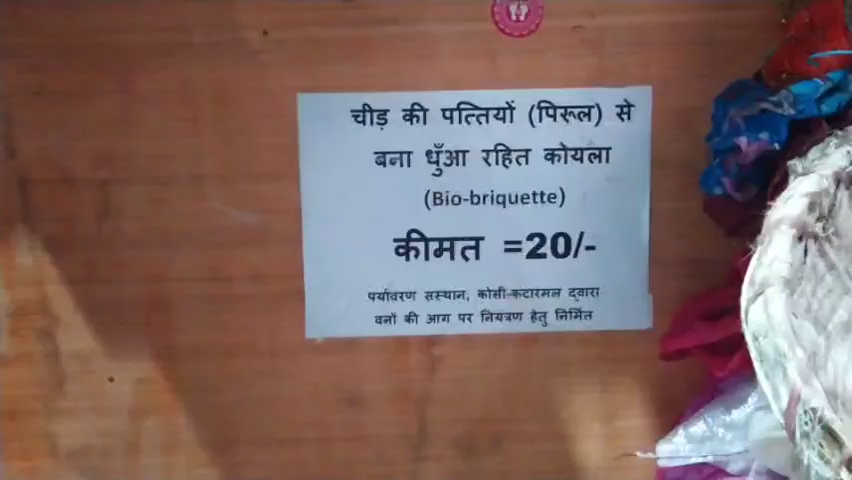 चीड़ की पत्तियों (पिरूल) से
बना धुँआ रहित कोयला
(Bio-briquette)
कीमत =20/-
पर्यावरण संस्थान, कोसी-कटारमल द्वारा
वनों की आग पर नियंत्रण हेतु निर्मित